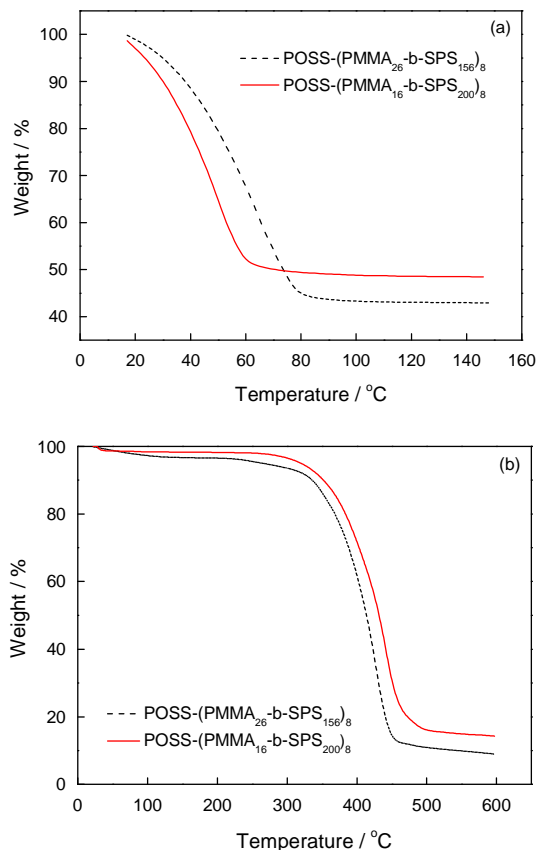 (a)
POSS-(PMMA₂₆-b-SPS₁₅₆)₈
POSS-(PMMA₁₆-b-SPS₂₀₀)₈
100
90
80
70
60
50
40
Weight / %
0 20 40 60 80 100 120 140 160
Temperature / °C
(b)
100
80
60
40
20
0
Weight / %
POSS-(PMMA₂₆-b-SPS₁₅₆)₈
POSS-(PMMA₁₆-b-SPS₂₀₀)₈
0 100 200 300 400 500 600
Temperature / °C